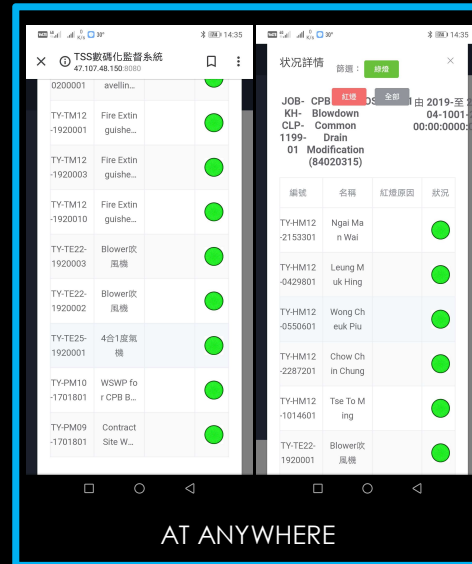 14:35
TSS數碼化監督系統
47.107.48.150:8080
0200001 avellin...
TY-TM12 Fire Extin
-1920001 guishe...
TY-TM12 Fire Extin
-1920003 guishe...
TY-TM12 Fire Extin
-1920010 guishe...
TY-TE22- Blower吹
1920003 風機
TY-TE22- Blower吹
1920002 風機
TY-TE25- 4合1度氣
1920001 機
TY-PM10 WSWP fo
-1701801 r CPB B...
TY-PM09 Contract
-1701801 Site W...
30° 14:35
状况詳情 篩選： 綠燈 ×
紅燈 全部
JOB- CPB
KH- Blowdown
CLP- Common
1199- Drain
01 Modification
(84020315)
由 2019-至
04-1001-
00:00:0000:
編號 名稱 紅燈原因 狀況
TY-HM12 Ngai Ma
-2153301 n Wai
TY-HM12 Leung M
-0429801 uk Hing
TY-HM12 Wong Ch
-0550601 euk Piu
TY-HM12 Chow Ch
-2287201 in Chung
TY-HM12 Tse To M
-1014601 ing
TY-TE22- Blower吹
1920001 風機
AT ANYWHERE